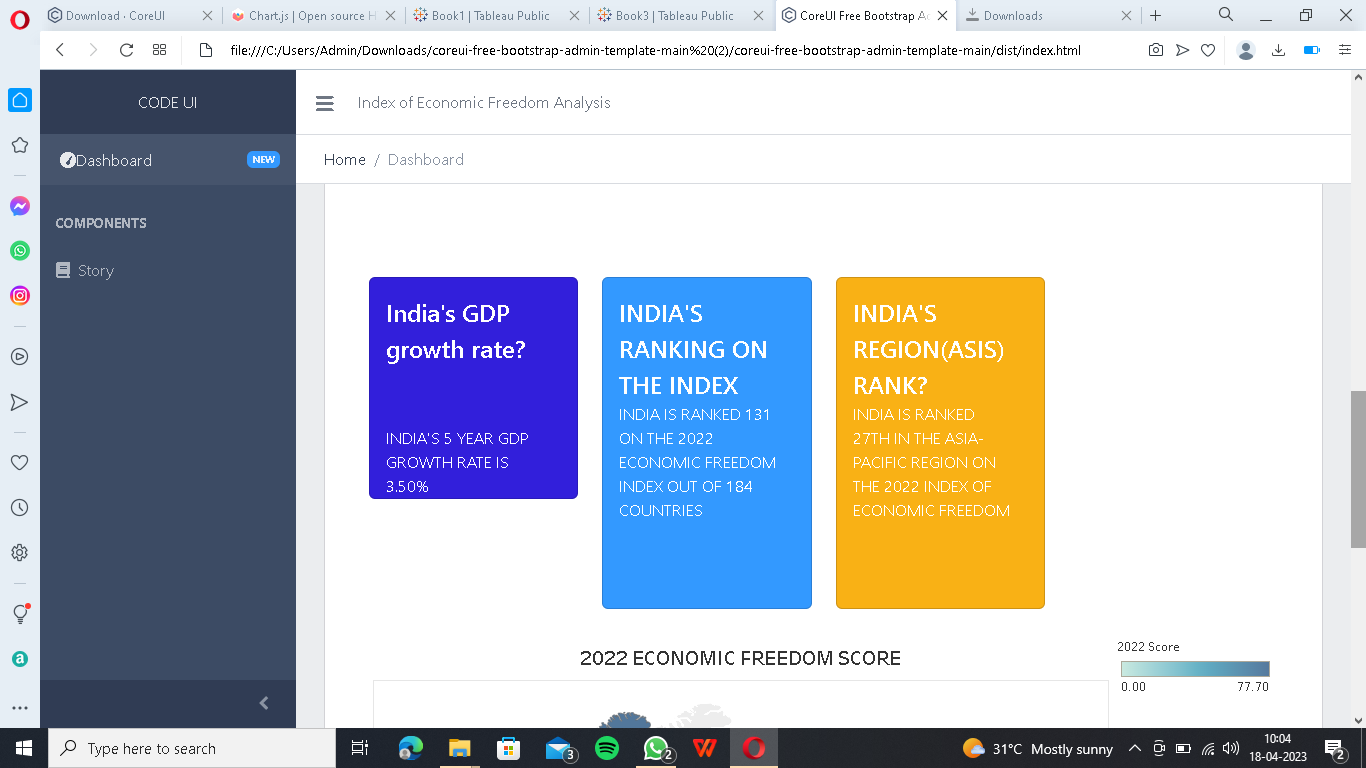 Download · CoreUI
Chart.js | Open source H
Book1 | Tableau Public
Book3 | Tableau Public
CoreUI Free Bootstrap Ad
Downloads
file:///C:/Users/Admin/Downloads/coreui-free-bootstrap-admin-template-main%20(2)/coreui-free-bootstrap-admin-template-main/dist/index.html
CODE UI
Index of Economic Freedom Analysis
Dashboard
NEW
Home / Dashboard
COMPONENTS
Story
India's GDP
growth rate?
INDIA'S 5 YEAR GDP
GROWTH RATE IS
3.50%
INDIA'S
RANKING ON
THE INDEX
INDIA IS RANKED 131
ON THE 2022
ECONOMIC FREEDOM
INDEX OUT OF 184
COUNTRIES
INDIA'S
REGION(ASIS)
RANK?
INDIA IS RANKED
27TH IN THE ASIA-
PACIFIC REGION ON
THE 2022 INDEX OF
ECONOMIC FREEDOM
2022 ECONOMIC FREEDOM SCORE
2022 Score
0.00 77.70
Type here to search
3
2
31°C Mostly sunny
10:04
18-04-2023
2